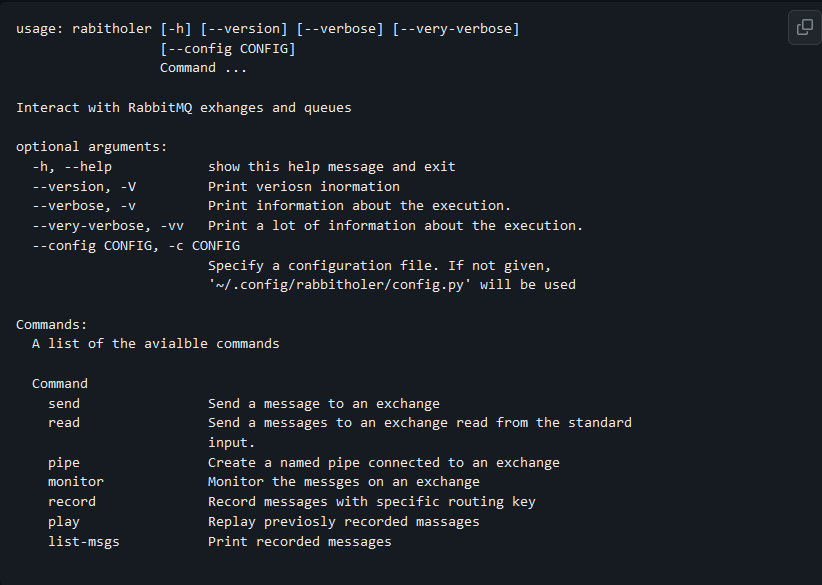 usage: rabitholer [-h] [--version] [--verbose] [--very-verbose]
[--config CONFIG]
Command ...
Interact with RabbitMQ exhanges and queues
optional arguments:
-h, --help show this help message and exit
--version, -V Print veriosn inormation
--verbose, -v Print information about the execution.
--very-verbose, -vv Print a lot of information about the execution.
--config CONFIG, -c CONFIG
Specify a configuration file. If not given,
'~/.config/rabbitholer/config.py' will be used
Commands:
A list of the avialble commands
Command
send Send a message to an exchange
read Send a messages to an exchange read from the standard
input.
pipe Create a named pipe connected to an exchange
monitor Monitor the messges on an exchange
record Record messages with specific routing key
play Replay previosly recorded massages
list-msgs Print recorded messages